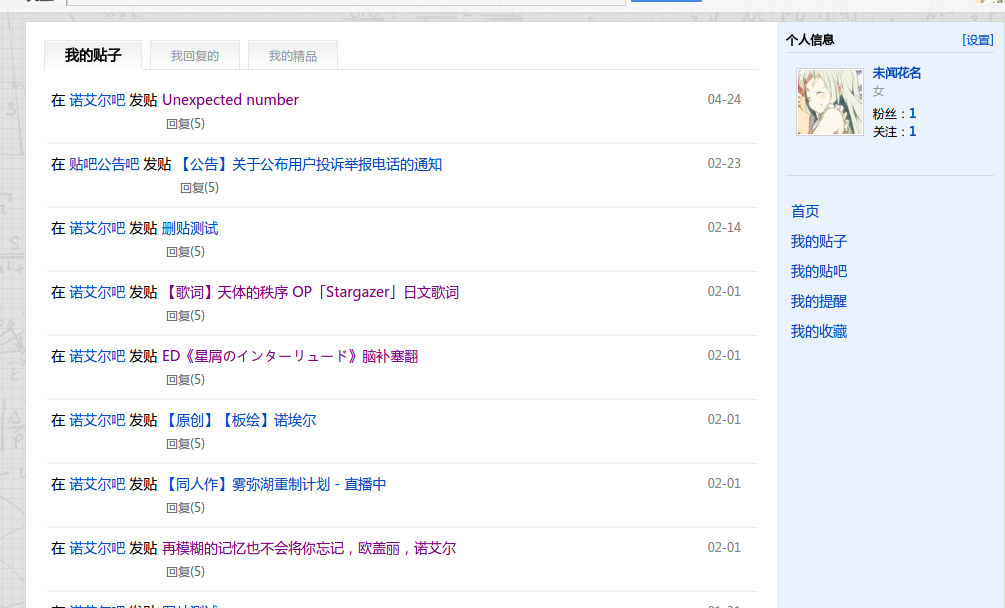 我的贴子 我回复的 我的精品
在 诺艾尔吧 发贴 Unexpected number 04-24
回复(5)
在 贴吧公告吧 发贴 【公告】关于公布用户投诉举报电话的通知 02-23
回复(5)
在 诺艾尔吧 发贴 删贴测试 02-14
回复(5)
在 诺艾尔吧 发贴 【歌词】天体的秩序 OP「Stargazer」日文歌词 02-01
回复(5)
在 诺艾尔吧 发贴 ED《星屑のインターリュード》脑补塞翻 02-01
回复(5)
在 诺艾尔吧 发贴 【原创】【板绘】诺埃尔 02-01
回复(5)
在 诺艾尔吧 发贴 【同人作】雾弥湖重制计划 - 直播中 02-01
回复(5)
在 诺艾尔吧 发贴 再模糊的记忆也不会将你忘记，欧盖丽，诺艾尔 02-01
回复(5)
个人信息 [设置]
未闻花名
女
粉丝：1
关注：1
首页
我的贴子
我的贴吧
我的提醒
我的收藏